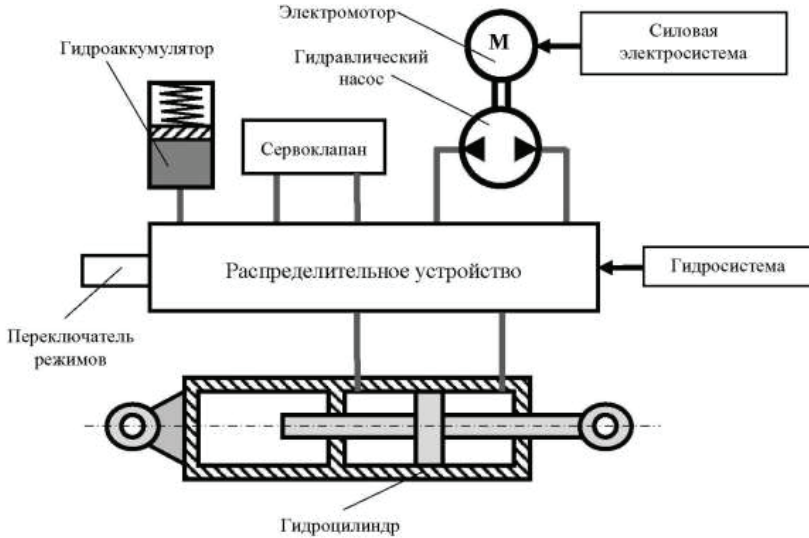 Электромотор
М
Силовая
электросистема
Гидроаккумулятор
Гидравлический
насос
Сервоклапан
Распределительное устройство
Гидросистема
Переключатель
режимов
Гидроцилиндр